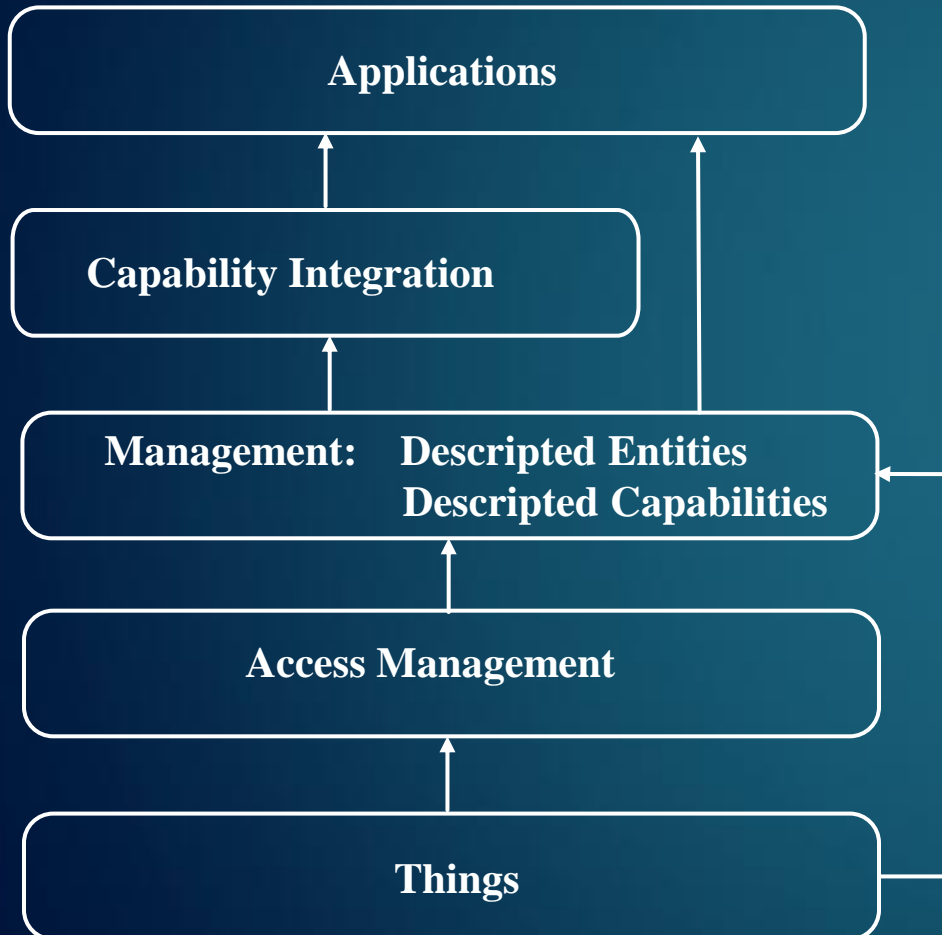 Applications
Capability Integration
Management: Descripted Entities
Descripted Capabilities
Access Management
Things